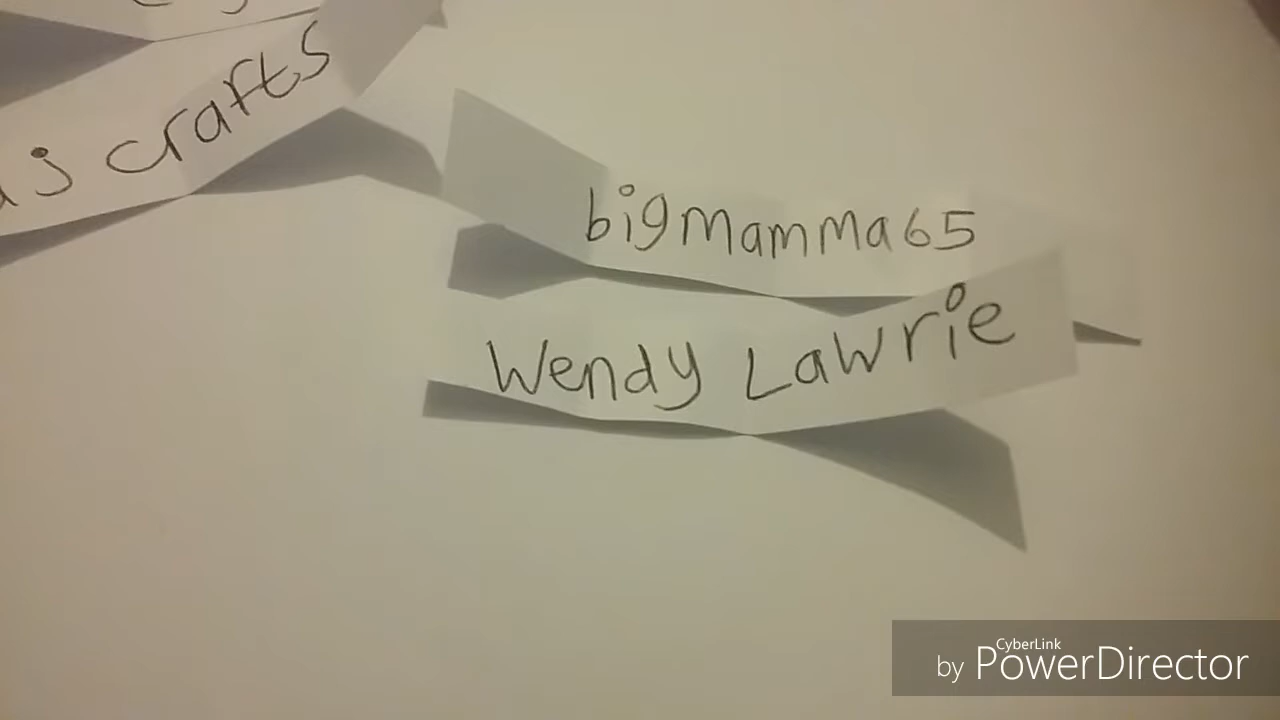 crafts
bigmamma65
Wendy Lawrie
CyberLink
by PowerDirector